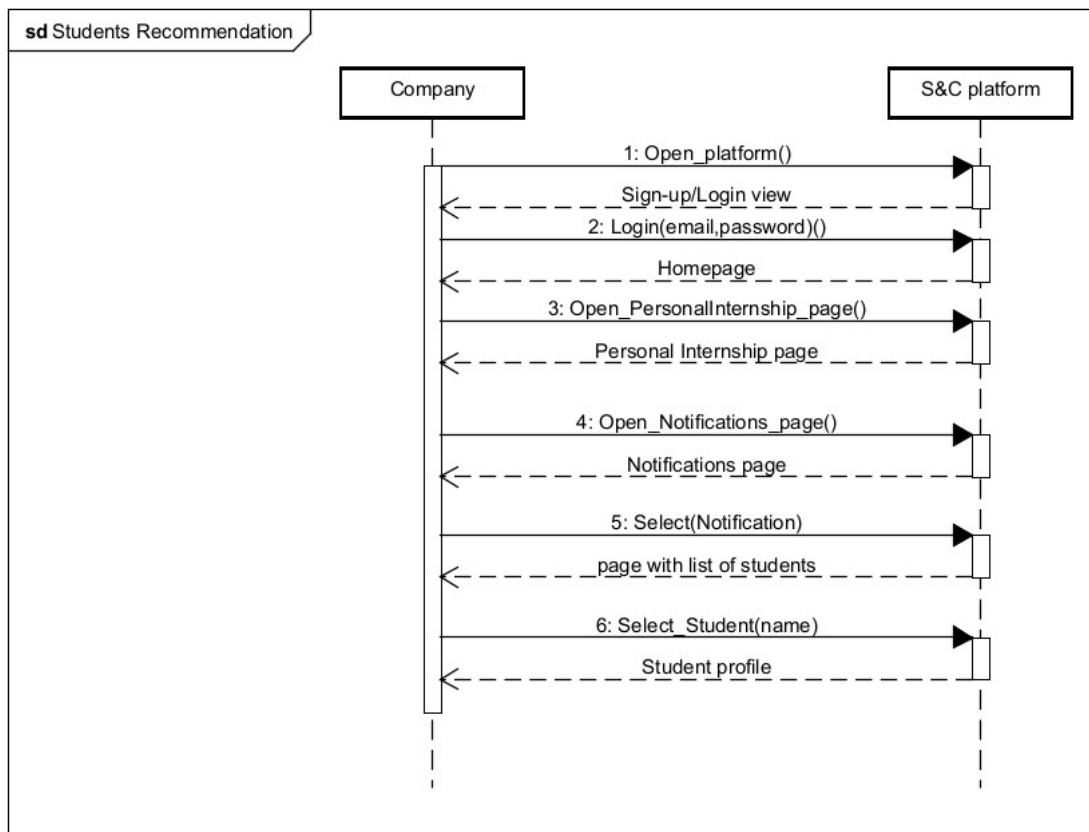 sd Students Recommendation
Company
S&C platform
1: Open_platform()
Sign-up/Login view
2: Login(email,password)()
Homepage
3: Open_PersonalInternship_page()
Personal Internship page
4: Open_Notifications_page()
Notifications page
5: Select(Notification)
page with list of students
6: Select_Student(name)
Student profile